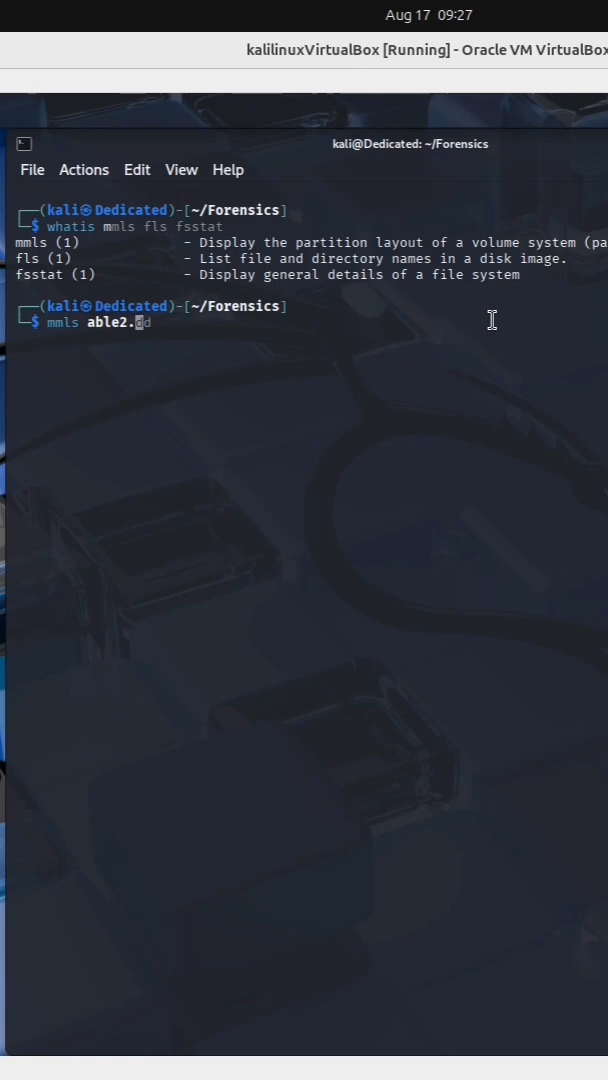 Aug 17 09:27
kalilinuxVirtualBox [Running] - Oracle VM VirtualBox
kali@Dedicated: ~/Forensics
File Actions Edit View Help
┌──(kali㉿Dedicated)-[~/Forensics]
└─$ whatis mmls fls fsstat
mmls (1) - Display the partition layout of a volume system (pa
fls (1) - List file and directory names in a disk image.
fsstat (1) - Display general details of a file system
┌──(kali㉿Dedicated)-[~/Forensics]
└─$ mmls able2.dd